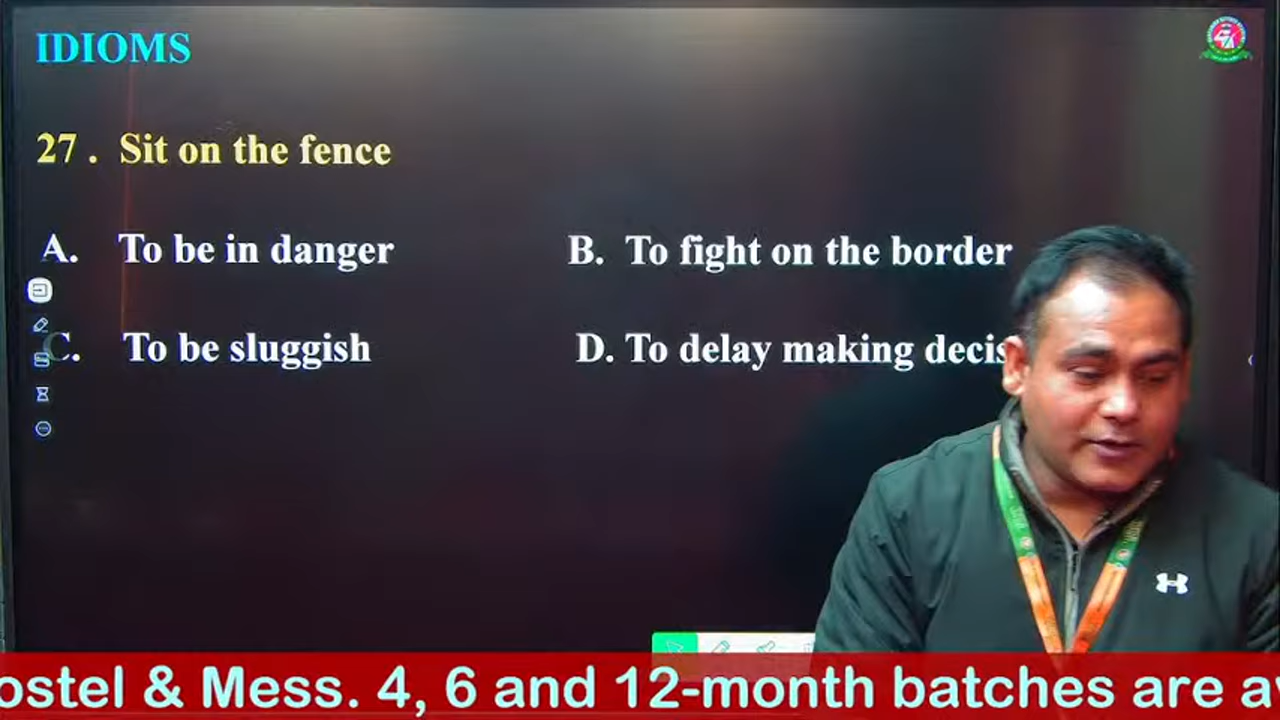 IDIOMS
27 . Sit on the fence
A. To be in danger B. To fight on the border
C. To be sluggish D. To delay making decis
ostel & Mess. 4, 6 and 12-month batches are av